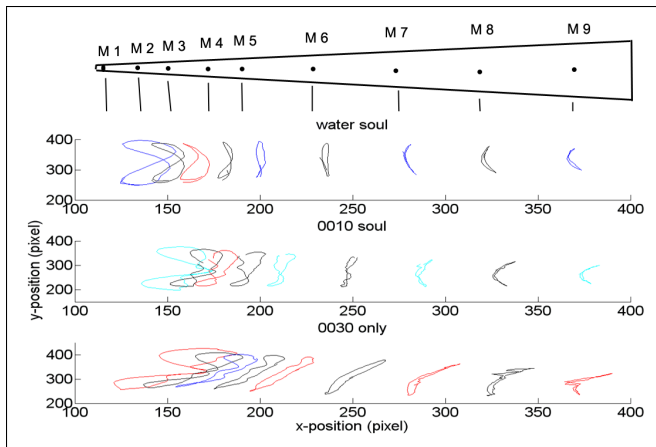 M 1 M 2 M 3 M 4 M 5 M 6 M 7 M 8 M 9
water soul
400
300
200
100 150 200 250 300 350 400
0010 soul
y-position (pixel)
400
300
200
100 150 200 250 300 350 400
0030 only
400
300
200
100 150 200 250 300 350 400
x-position (pixel)